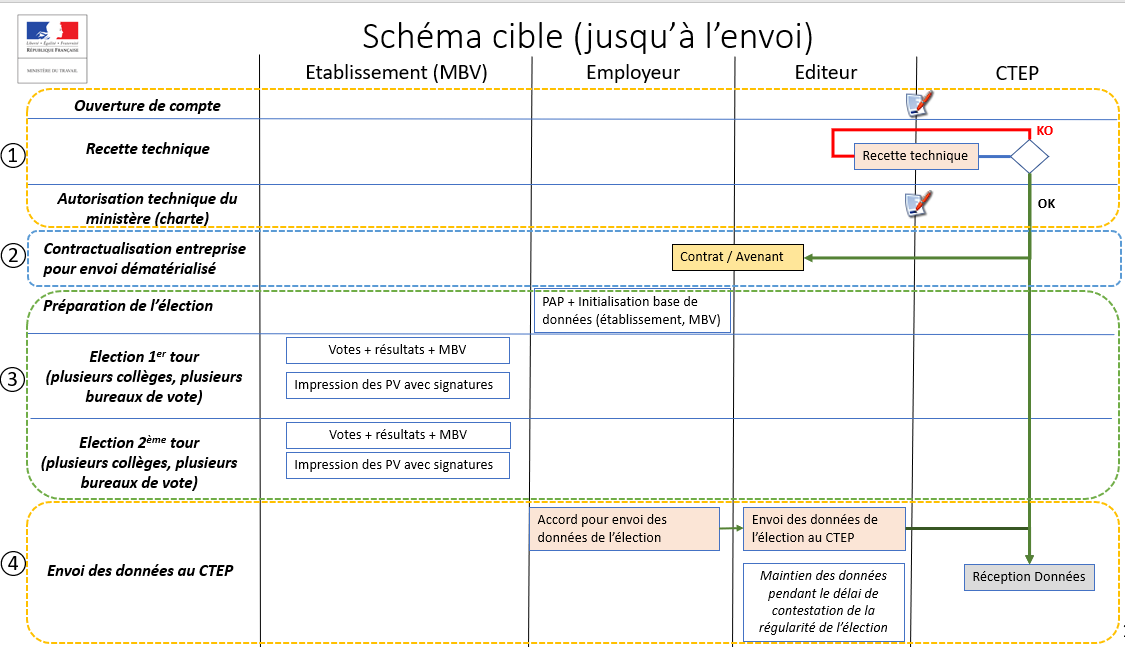 Schéma cible (jusqu’à l’envoi)
Liberté • Égalité • Fraternité
RÉPUBLIQUE FRANÇAISE
MINISTÈRE DU TRAVAIL
Etablissement (MBV)
Employeur
Editeur
CTEP
1
Ouverture de compte
Recette technique
Recette technique
KO
Autorisation technique du
ministère (charte)
OK
2
Contractualisation entreprise
pour envoi dématérialisé
Contrat / Avenant
3
Préparation de l’élection
PAP + Initialisation base de
données (établissement, MBV)
Election 1er tour
(plusieurs collèges, plusieurs
bureaux de vote)
Votes + résultats + MBV
Impression des PV avec signatures
Election 2ème tour
(plusieurs collèges, plusieurs
bureaux de vote)
Votes + résultats + MBV
Impression des PV avec signatures
4
Envoi des données au CTEP
Accord pour envoi des
données de l’élection
Envoi des données de
l’élection au CTEP
Réception Données
Maintien des données
pendant le délai de
contestation de la
régularité de l’élection